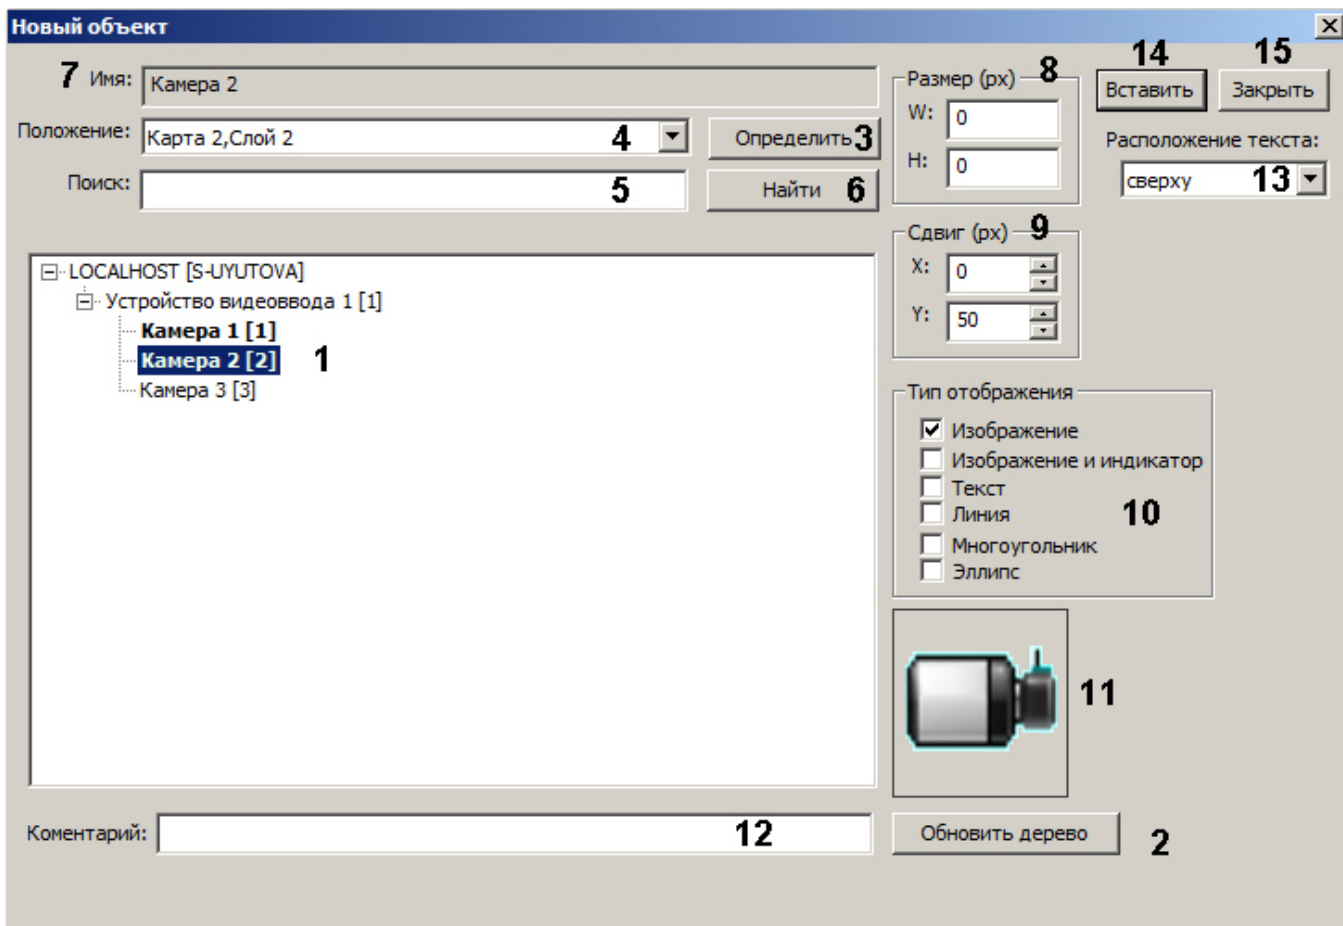 Новый объект
7 Имя: Камера 2
Положение: Карта 2,Слой 2 4 Определить 3
Поиск: 5 Найти 6
Размер (px) 8
W: 0
H: 0
14 15
Вставить Закрыть
Расположение текста:
сверху 13
Сдвиг (px) 9
X: 0
Y: 50
LOCALHOST [S-UYUTOVA]
Устройство видеоввода 1 [1]
Камера 1 [1]
Камера 2 [2] 1
Камера 3 [3]
Тип отображения
Изображение
Изображение и индикатор
Текст
Линия 10
Многоугольник
Эллипс
11
Коментарий: 12 Обновить дерево 2